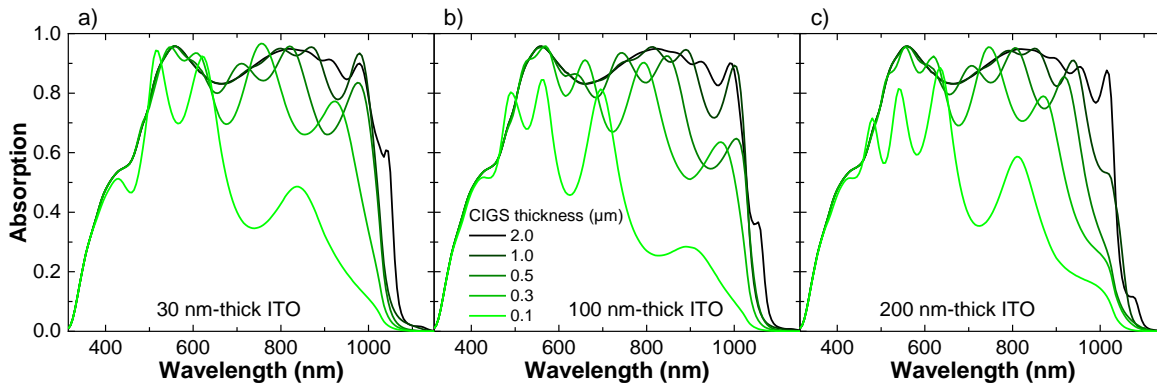 a)
b)
c)
1.0
0.8
0.6
0.4
0.2
0.0
Absorption
CIGS thickness (µm)
2.0
1.0
0.5
0.3
0.1
30 nm-thick ITO
100 nm-thick ITO
200 nm-thick ITO
400 600 800 1000
400 600 800 1000
400 600 800 1000
Wavelength (nm)
Wavelength (nm)
Wavelength (nm)